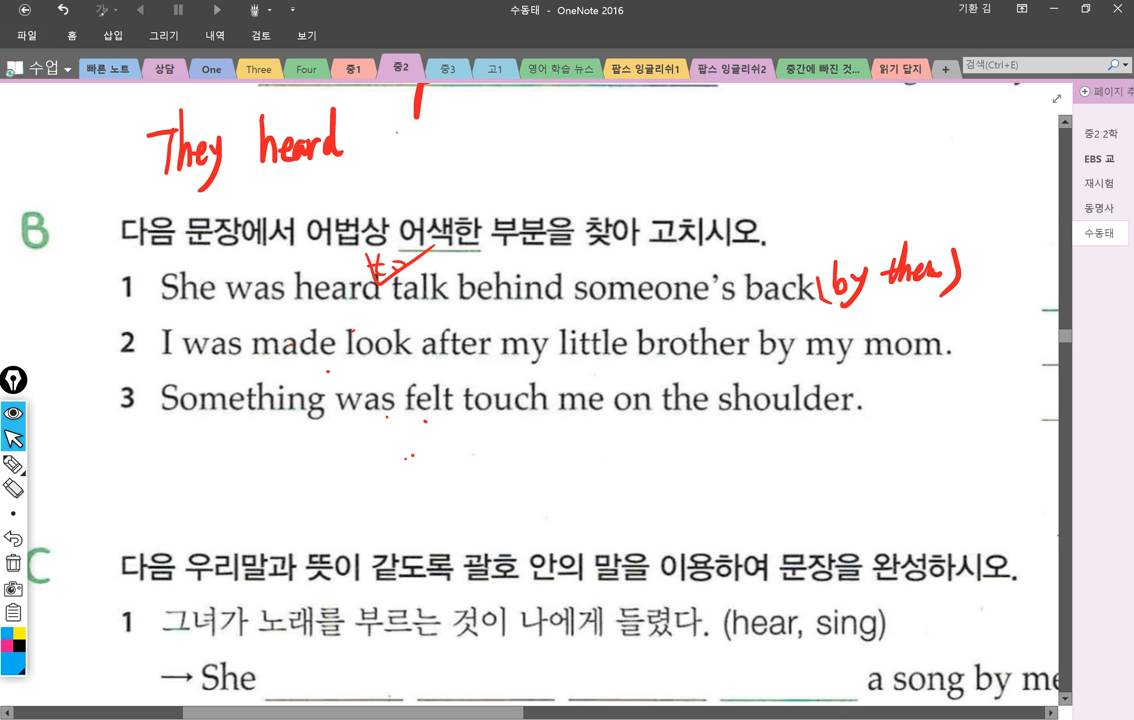 수동태 - OneNote 2016
기환 김
파일 홈 삽입 그리기 내역 검토 보기
수업 빠른 노트 상담 One Three Four 중1 중2 중3 고1 영어 학습 뉴스 팝스 잉글리쉬1 팝스 잉글리쉬2 중간에 빠진 것... 읽기 답지 + 검색(Ctrl+E)
페이지 추
중2 2학
EBS 교
재시험
동명사
수동태
They heard
B 다음 문장에서 어법상 어색한 부분을 찾아 고치시오.
to
1 She was heard talk behind someone's back (by them)
2 I was made look after my little brother by my mom.
3 Something was felt touch me on the shoulder.
C 다음 우리말과 뜻이 같도록 괄호 안의 말을 이용하여 문장을 완성하시오.
1 그녀가 노래를 부르는 것이 나에게 들렸다. (hear, sing)
→ She ____ ____ ____ ____ a song by me